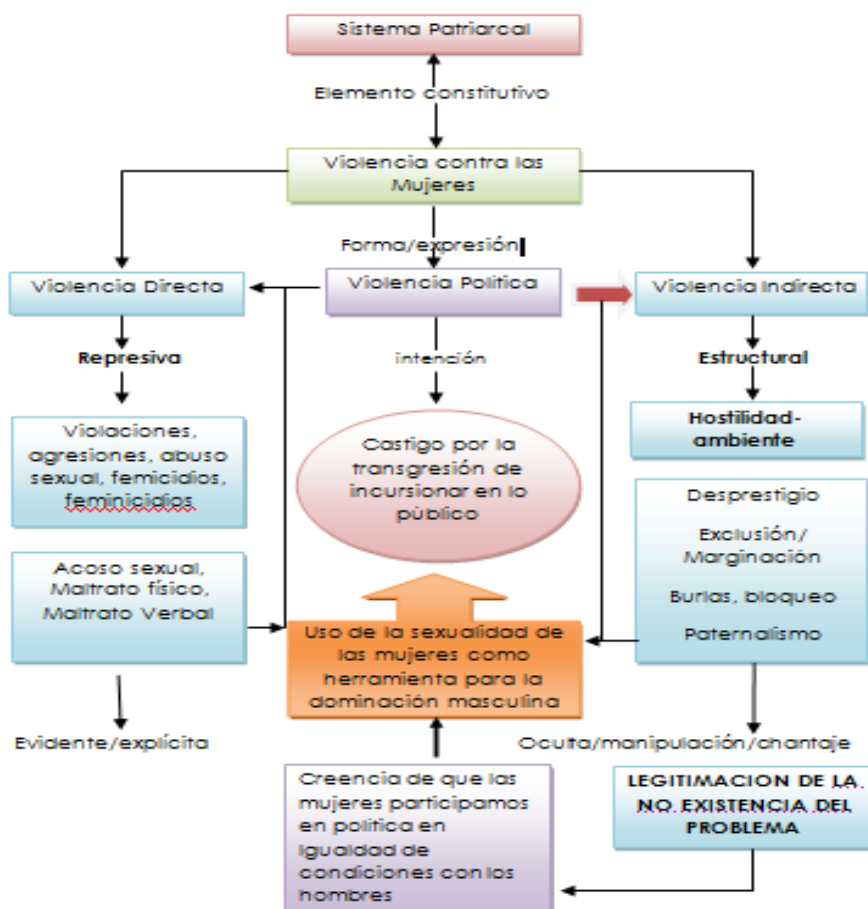 Sistema Patriarcal
Elemento constitutivo
Violencia contra las
Mujeres
Forma/expresión
Violencia Directa
Violencia Política
Violencia Indirecta
Represiva
intención
Estructural
Violaciones,
agresiones, abuso
sexual, femicidios,
feminicidios
Castigo por la
transgresión de
incursionar en lo
público
Hostilidad-
ambiente
Desprestigio
Exclusión/
Marginación
Burlas, bloqueo
Paternalismo
Acoso sexual,
Maltrato físico,
Maltrato Verbal
Uso de la sexualidad de
las mujeres como
herramienta para la
dominación masculina
Evidente/explícita
Oculta/manipulación/chantaje
Creencia de que las
mujeres participamos
en política en
Igualdad de
condiciones con los
hombres
LEGITIMACION DE LA
NO EXISTENCIA DEL
PROBLEMA